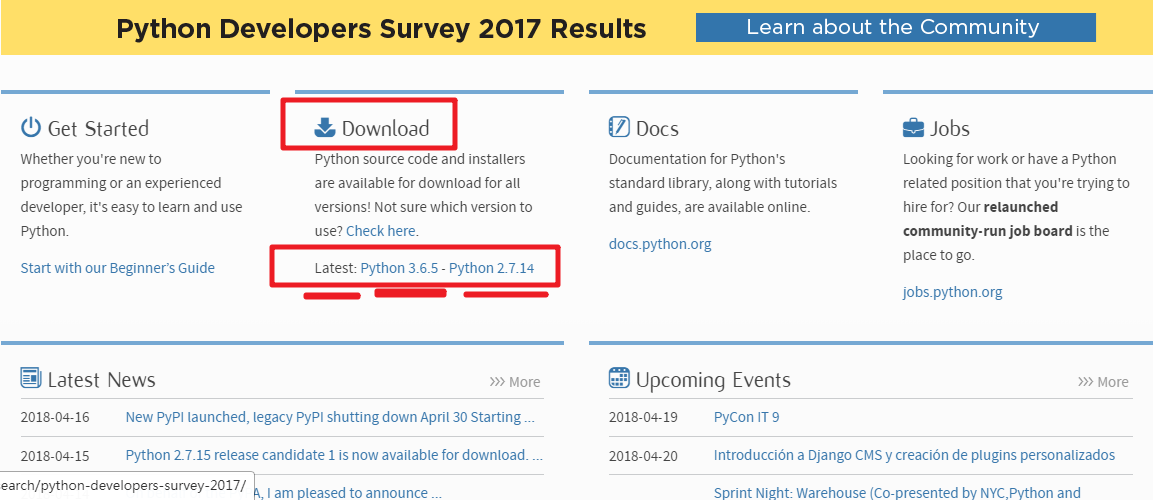 Python Developers Survey 2017 Results
Learn about the Community
Get Started
Whether you're new to
programming or an experienced
developer, it's easy to learn and use
Python.
Start with our Beginner's Guide
Download
Python source code and installers
are available for download for all
versions! Not sure which version to
use? Check here.
Latest: Python 3.6.5 - Python 2.7.14
Docs
Documentation for Python's
standard library, along with tutorials
and guides, are available online.
docs.python.org
Jobs
Looking for work or have a Python
related position that you're trying to
hire for? Our relaunched
community-run job board is the
place to go.
jobs.python.org
Latest News
>>> More
2018-04-16 New PyPI launched, legacy PyPI shutting down April 30 Starting ...
2018-04-15 Python 2.7.15 release candidate 1 is now available for download. ...
A, I am pleased to announce ...
search/python-developers-survey-2017/
Upcoming Events
>>> More
2018-04-19 PyCon IT 9
2018-04-20 Introducción a Django CMS y creación de plugins personalizados
Sprint Night: Warehouse (Co-presented by NYC,Python and